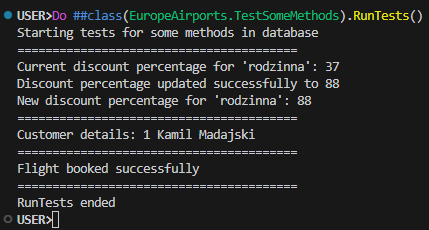 USER>Do ##class(EuropeAirports.TestSomeMethods).RunTests()
Starting tests for some methods in database
=====================================
Current discount percentage for 'rodzinna': 37
Discount percentage updated successfully to 88
New discount percentage for 'rodzinna': 88
=====================================
Customer details: 1 Kamil Madajski
=====================================
Flight booked successfully
=====================================
RunTests ended
USER>